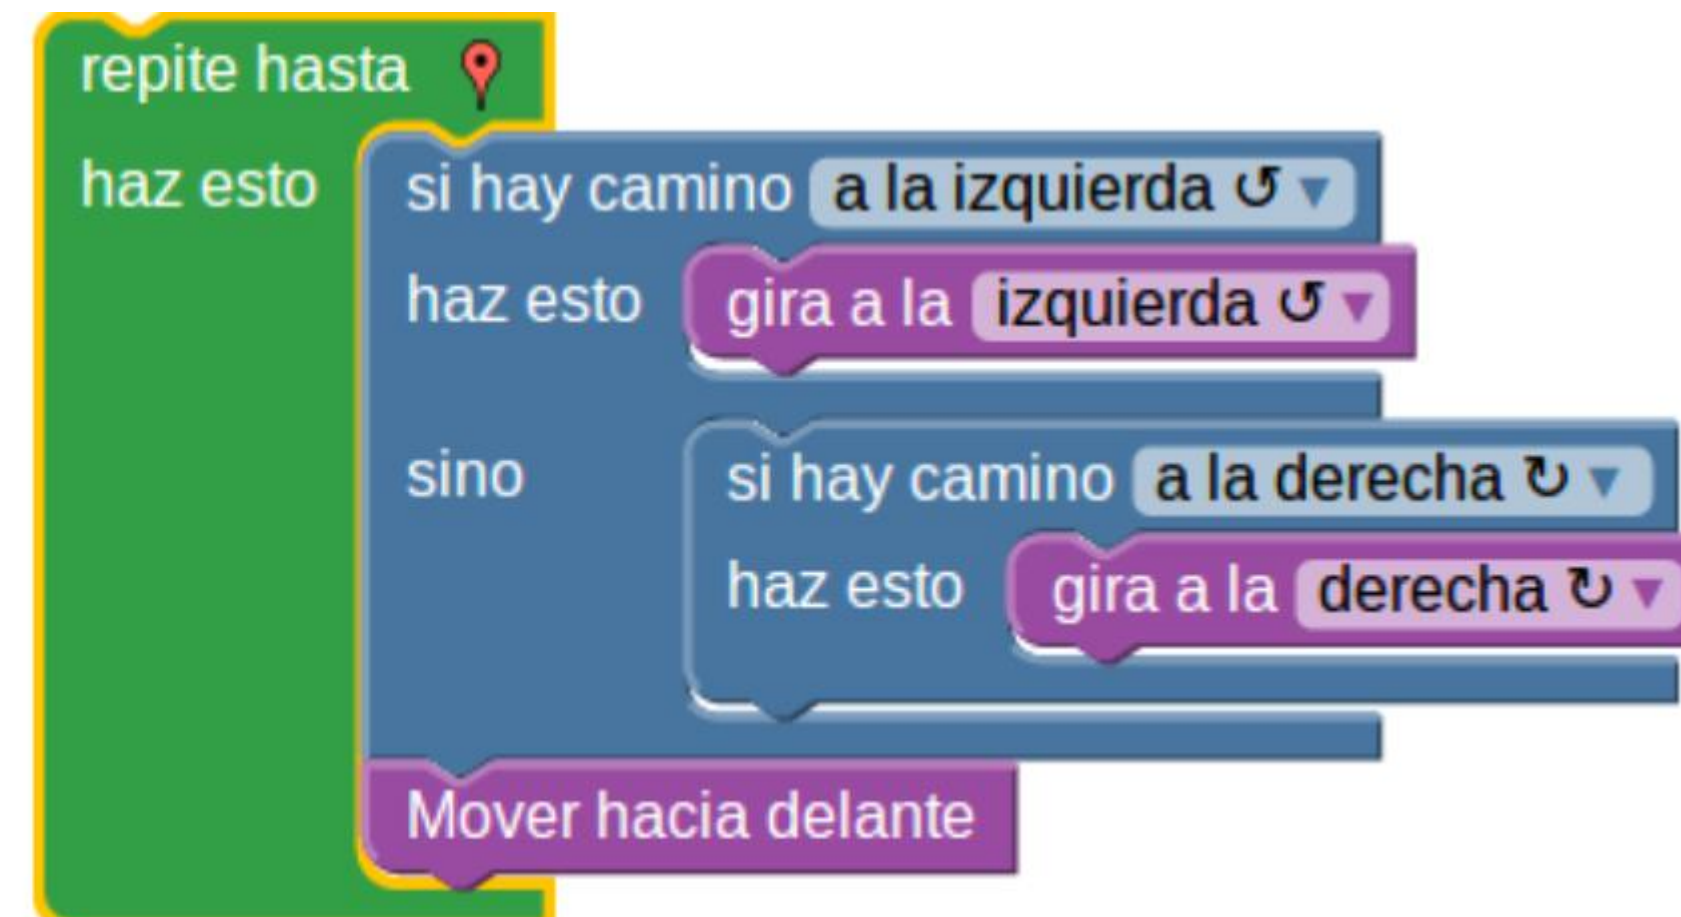 repite hasta
haz esto
si hay camino a la izquierda ↺ ▼
haz esto gira a la izquierda ↺ ▼
sino
si hay camino a la derecha ↻ ▼
haz esto gira a la derecha ↻ ▼
Mover hacia delante